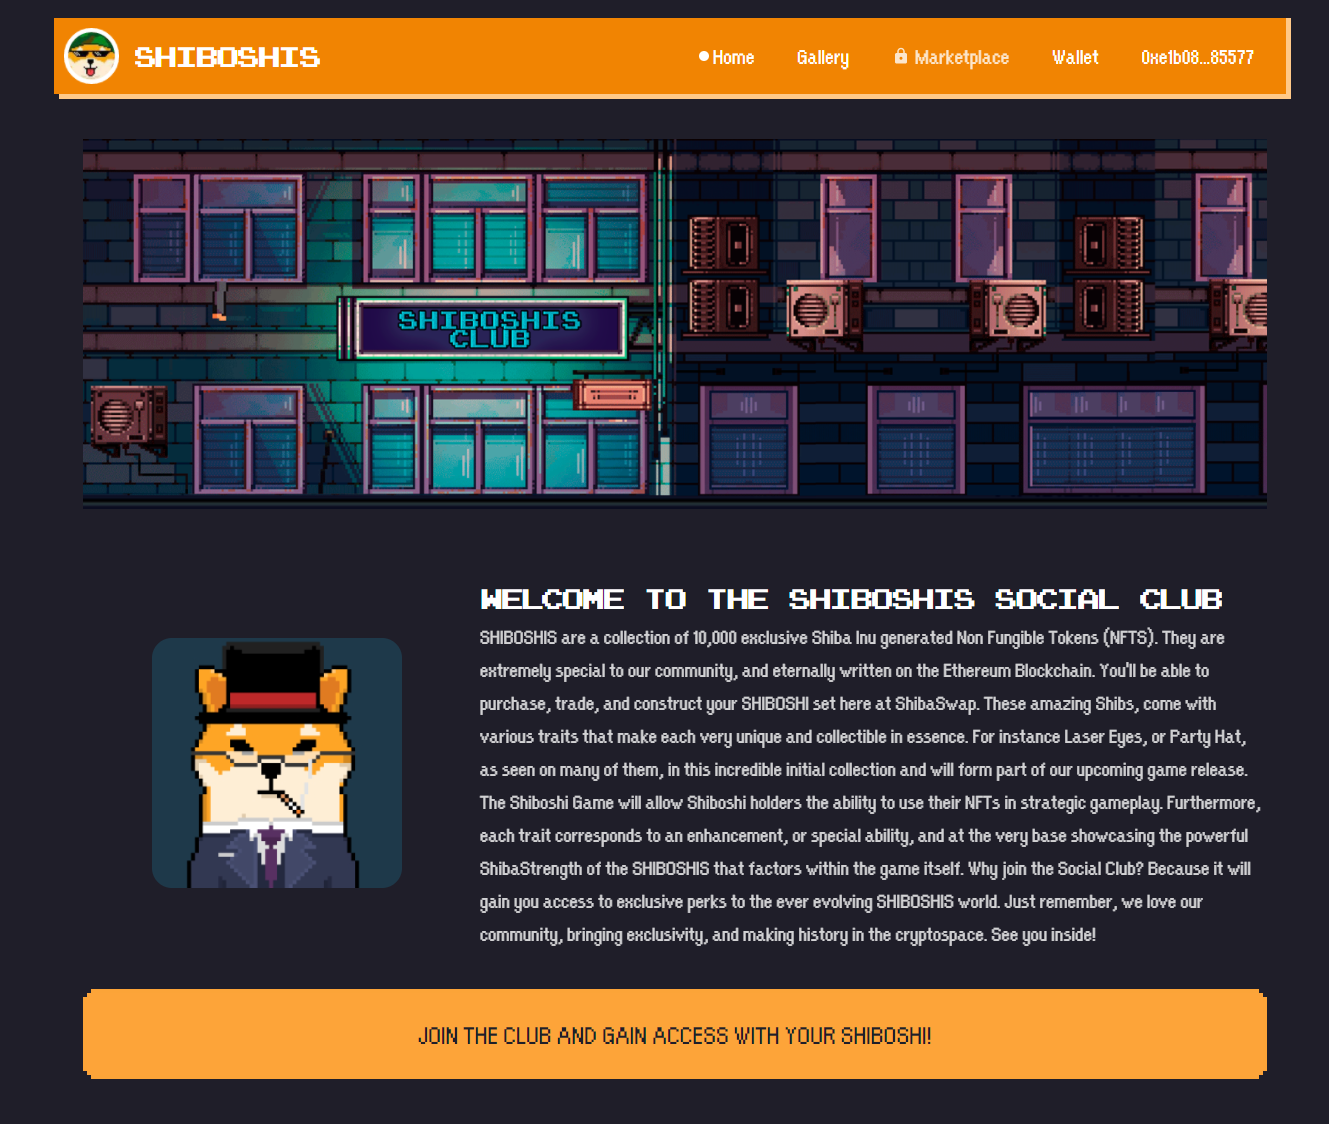 SHIBOSHIS
Home Gallery Marketplace Wallet 0xe1b08...85577
SHIBOSHIS
CLUB
WELCOME TO THE SHIBOSHIS SOCIAL CLUB
SHIBOSHIS are a collection of 10,000 exclusive Shiba Inu generated Non Fungible Tokens (NFTS). They are
extremely special to our community, and eternally written on the Ethereum Blockchain. You'll be able to
purchase, trade, and construct your SHIBOSHI set here at ShibaSwap. These amazing Shibs, come with
various traits that make each very unique and collectible in essence. For instance Laser Eyes, or Party Hat,
as seen on many of them, in this incredible initial collection and will form part of our upcoming game release.
The Shiboshi Game will allow Shiboshi holders the ability to use their NFTs in strategic gameplay. Furthermore,
each trait corresponds to an enhancement, or special ability, and at the very base showcasing the powerful
ShibaStrength of the SHIBOSHIS that factors within the game itself. Why join the Social Club? Because it will
gain you access to exclusive perks to the ever evolving SHIBOSHIS world. Just remember, we love our
community, bringing exclusivity, and making history in the cryptospace. See you inside!
JOIN THE CLUB AND GAIN ACCESS WITH YOUR SHIBOSHI!